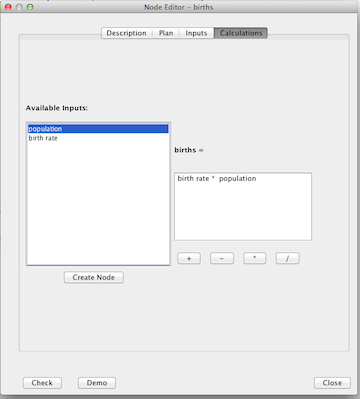 Node Editor - births
Description Plan Inputs Calculations
Available Inputs:
population
birth rate
births =
birth rate * population
+ - * /
Create Node
Check Demo Close